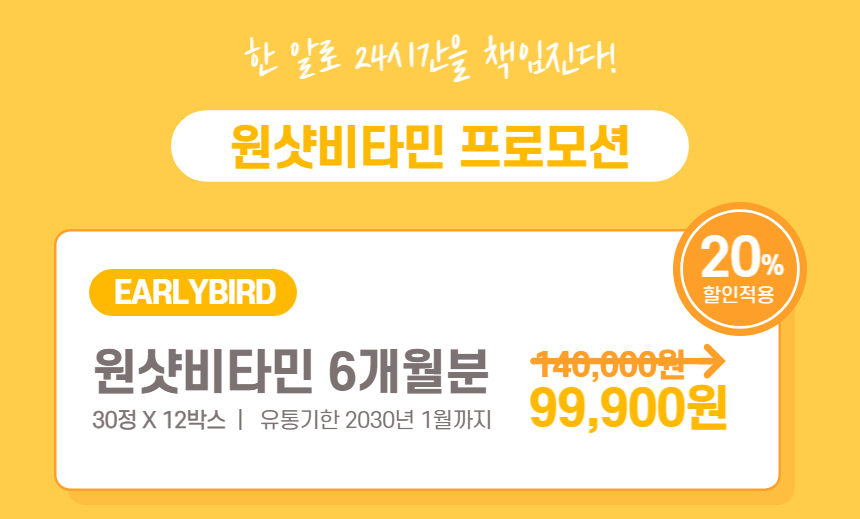 한 알로 24시간을 책임진다!
원샷비타민 프로모션
20%
할인적용
EARLYBIRD
원샷비타민 6개월분
30정 X 12박스 | 유통기한 2030년 1월까지
140,000원
99,900원